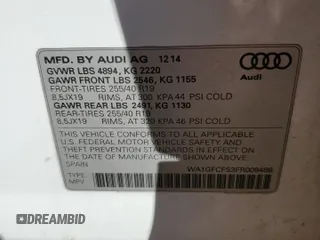 MFD. BY AUDI AG 12 14
GVWR LBS 4894, KG 2220
GAWR FRONT LBS 2546, KG 1155
FRONT-TIRES 255/40 R19
8,5JX19 RIMS, AT 300 KPA 44 PSI COLD
GAWR REAR LBS 2491, KG 1130
REAR-TIRES 255/40 R19
8,5JX19 RIMS, AT 320 KPA 46 PSI COLD
THIS VEHICLE CONFORMS TO ALL APPLICABLE
U.S. FEDERAL MOTOR VEHICLE SAFETY AND
THEFT PREVENTION STANDARDS IN EFFECT ON
THE DATE OF MANUFACTURE SHOWN ABOVE.
SPAIN
WA1GFCFS3FR009486
TYPE:
MPV
Audi
DREAMBID